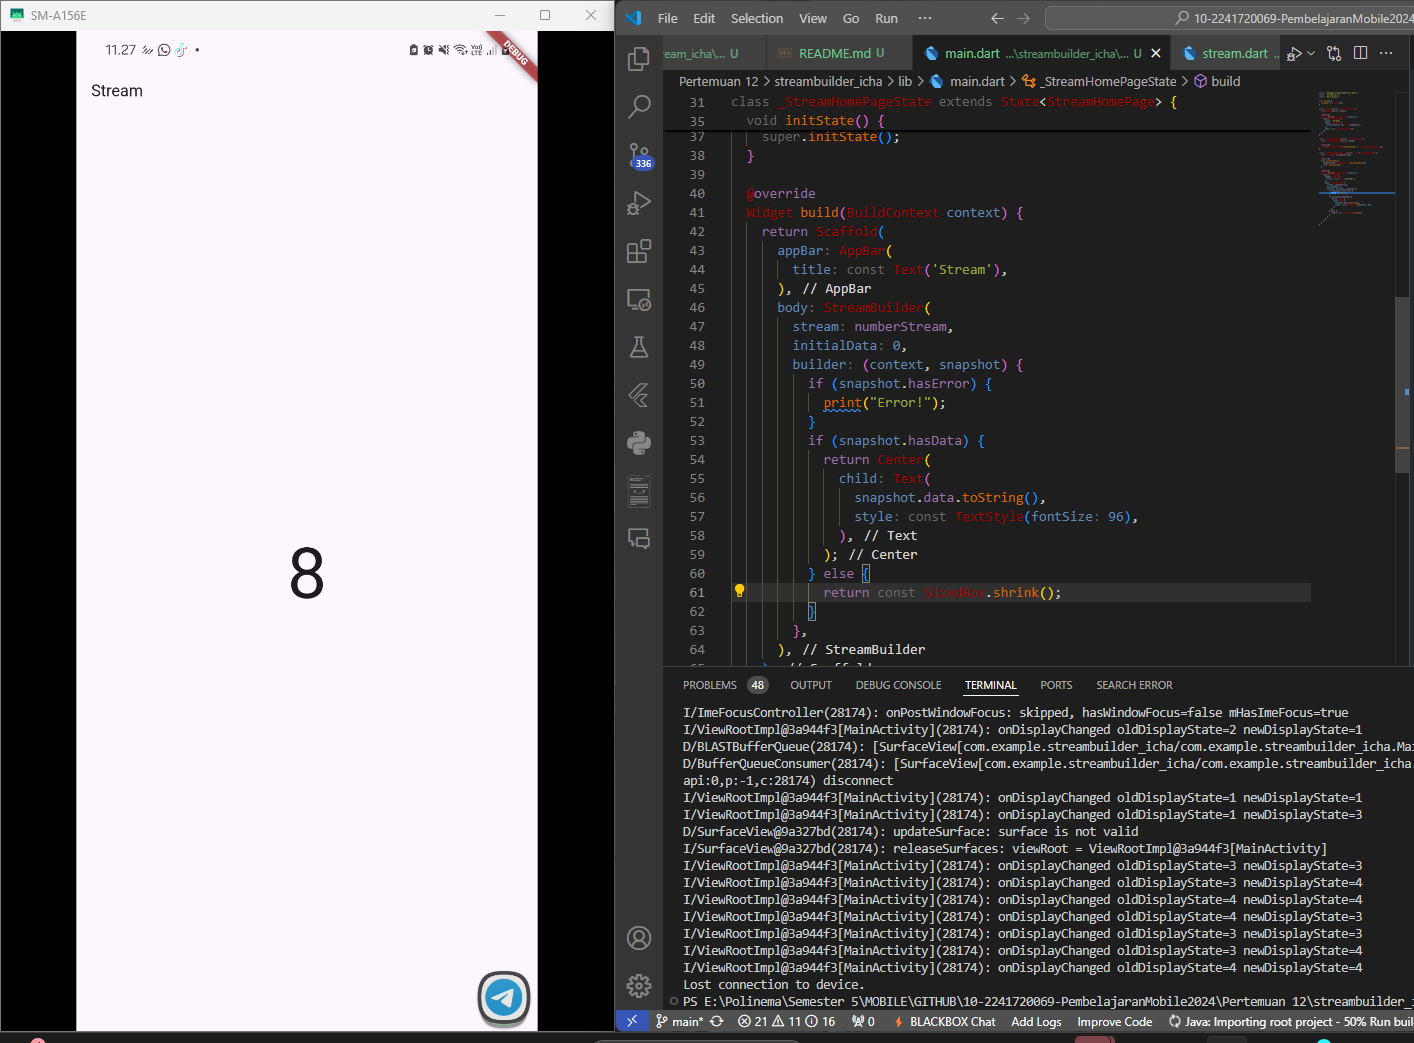 SM-A156E
11.27
DEBUG
Stream
8
File Edit Selection View Go Run ···
10-2241720069-PembelajaranMobile2024
ream_icha\... U
README.md U
main.dart ...\streambuilder_icha\... U
stream.dart ...
Pertemuan 12 > streambuilder_icha > lib > main.dart > _StreamHomePageState > build
31 class _StreamHomePageState extends State<StreamHomePage> {
35 void initState() {
37 super.initState();
38 }
39
40 @override
41 Widget build(BuildContext context) {
42 return Scaffold(
43 appBar: AppBar(
44 title: const Text('Stream'),
45 ), // AppBar
46 body: StreamBuilder(
47 stream: numberStream,
48 initialData: 0,
49 builder: (context, snapshot) {
50 if (snapshot.hasError) {
51 print("Error!");
52 }
53 if (snapshot.hasData) {
54 return Center(
55 child: Text(
56 snapshot.data.toString(),
57 style: const TextStyle(fontSize: 96),
58 ), // Text
59 ); // Center
60 } else {
61 return const SizedBox.shrink();
62 }
63 },
64 ), // StreamBuilder
336
PROBLEMS 48 OUTPUT DEBUG CONSOLE TERMINAL PORTS SEARCH ERROR
I/ImeFocusController(28174): onPostWindowFocus: skipped, hasWindowFocus=false mHasImeFocus=true
I/ViewRootImpl@3a944f3[MainActivity](28174): onDisplayChanged oldDisplayState=2 newDisplayState=1
D/BLASTBufferQueue(28174): [SurfaceView[com.example.streambuilder_icha/com.example.streambuilder_icha.Mai
D/BufferQueueConsumer(28174): [SurfaceView[com.example.streambuilder_icha/com.example.streambuilder_icha.
api:0,p:-1,c:28174) disconnect
I/ViewRootImpl@3a944f3[MainActivity](28174): onDisplayChanged oldDisplayState=1 newDisplayState=1
I/ViewRootImpl@3a944f3[MainActivity](28174): onDisplayChanged oldDisplayState=1 newDisplayState=3
D/SurfaceView@9a327bd(28174): updateSurface: surface is not valid
I/SurfaceView@9a327bd(28174): releaseSurfaces: viewRoot = ViewRootImpl@3a944f3[MainActivity]
I/ViewRootImpl@3a944f3[MainActivity](28174): onDisplayChanged oldDisplayState=3 newDisplayState=3
I/ViewRootImpl@3a944f3[MainActivity](28174): onDisplayChanged oldDisplayState=3 newDisplayState=4
I/ViewRootImpl@3a944f3[MainActivity](28174): onDisplayChanged oldDisplayState=4 newDisplayState=4
I/ViewRootImpl@3a944f3[MainActivity](28174): onDisplayChanged oldDisplayState=4 newDisplayState=3
I/ViewRootImpl@3a944f3[MainActivity](28174): onDisplayChanged oldDisplayState=3 newDisplayState=3
I/ViewRootImpl@3a944f3[MainActivity](28174): onDisplayChanged oldDisplayState=3 newDisplayState=4
I/ViewRootImpl@3a944f3[MainActivity](28174): onDisplayChanged oldDisplayState=4 newDisplayState=4
Lost connection to device.
PS E:\Polinema\Semester 5\MOBILE\GITHUB\10-2241720069-PembelajaranMobile2024\Pertemuan 12\streambuilder_i
main* 21 11 16 0 BLACKBOX Chat Add Logs Improve Code Java: Importing root project - 50% Run buil